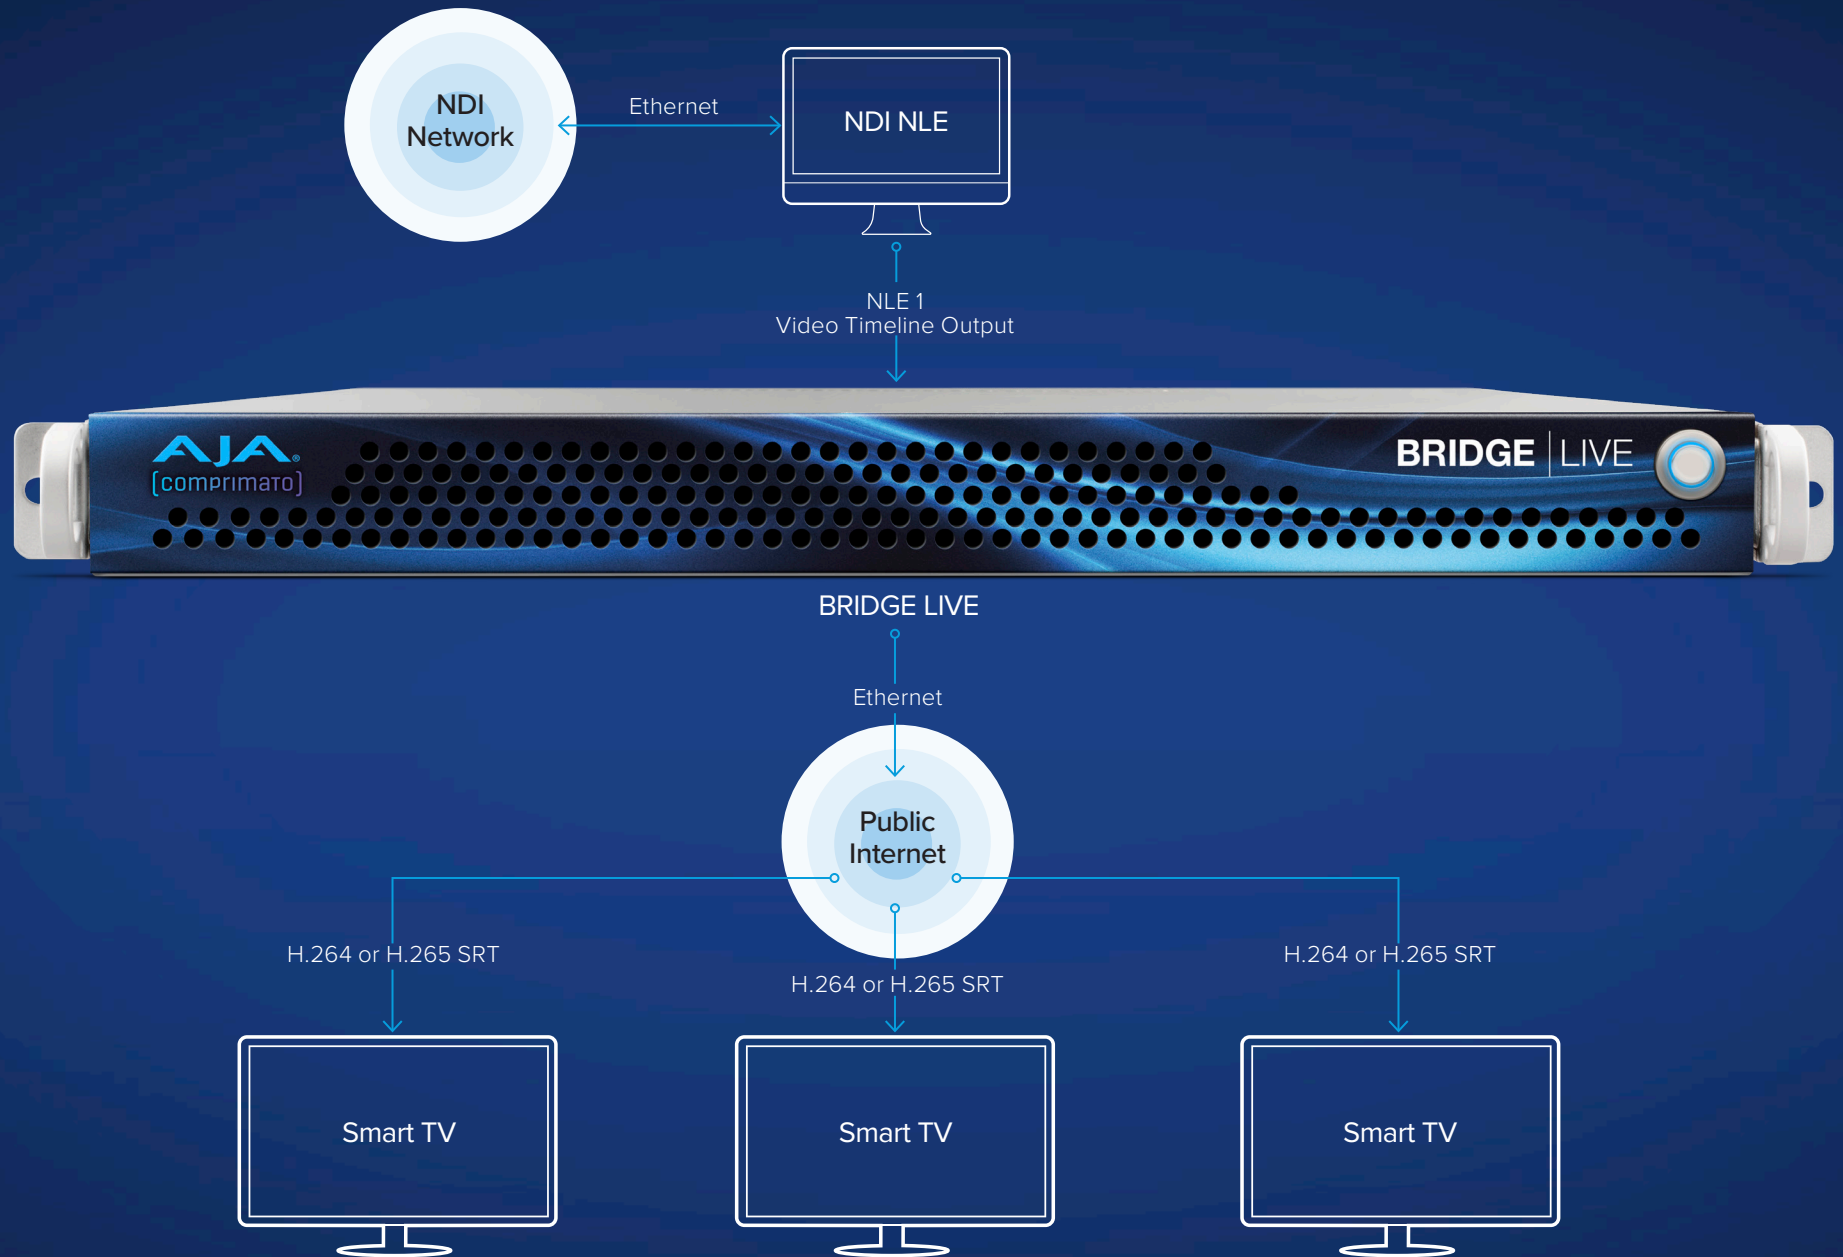 NDI
Network
Ethernet
NDI NLE
NLE 1
Video Timeline Output
AJA®
[comprimato]
BRIDGE | LIVE
BRIDGE LIVE
Ethernet
Public
Internet
H.264 or H.265 SRT
H.264 or H.265 SRT
H.264 or H.265 SRT
Smart TV
Smart TV
Smart TV